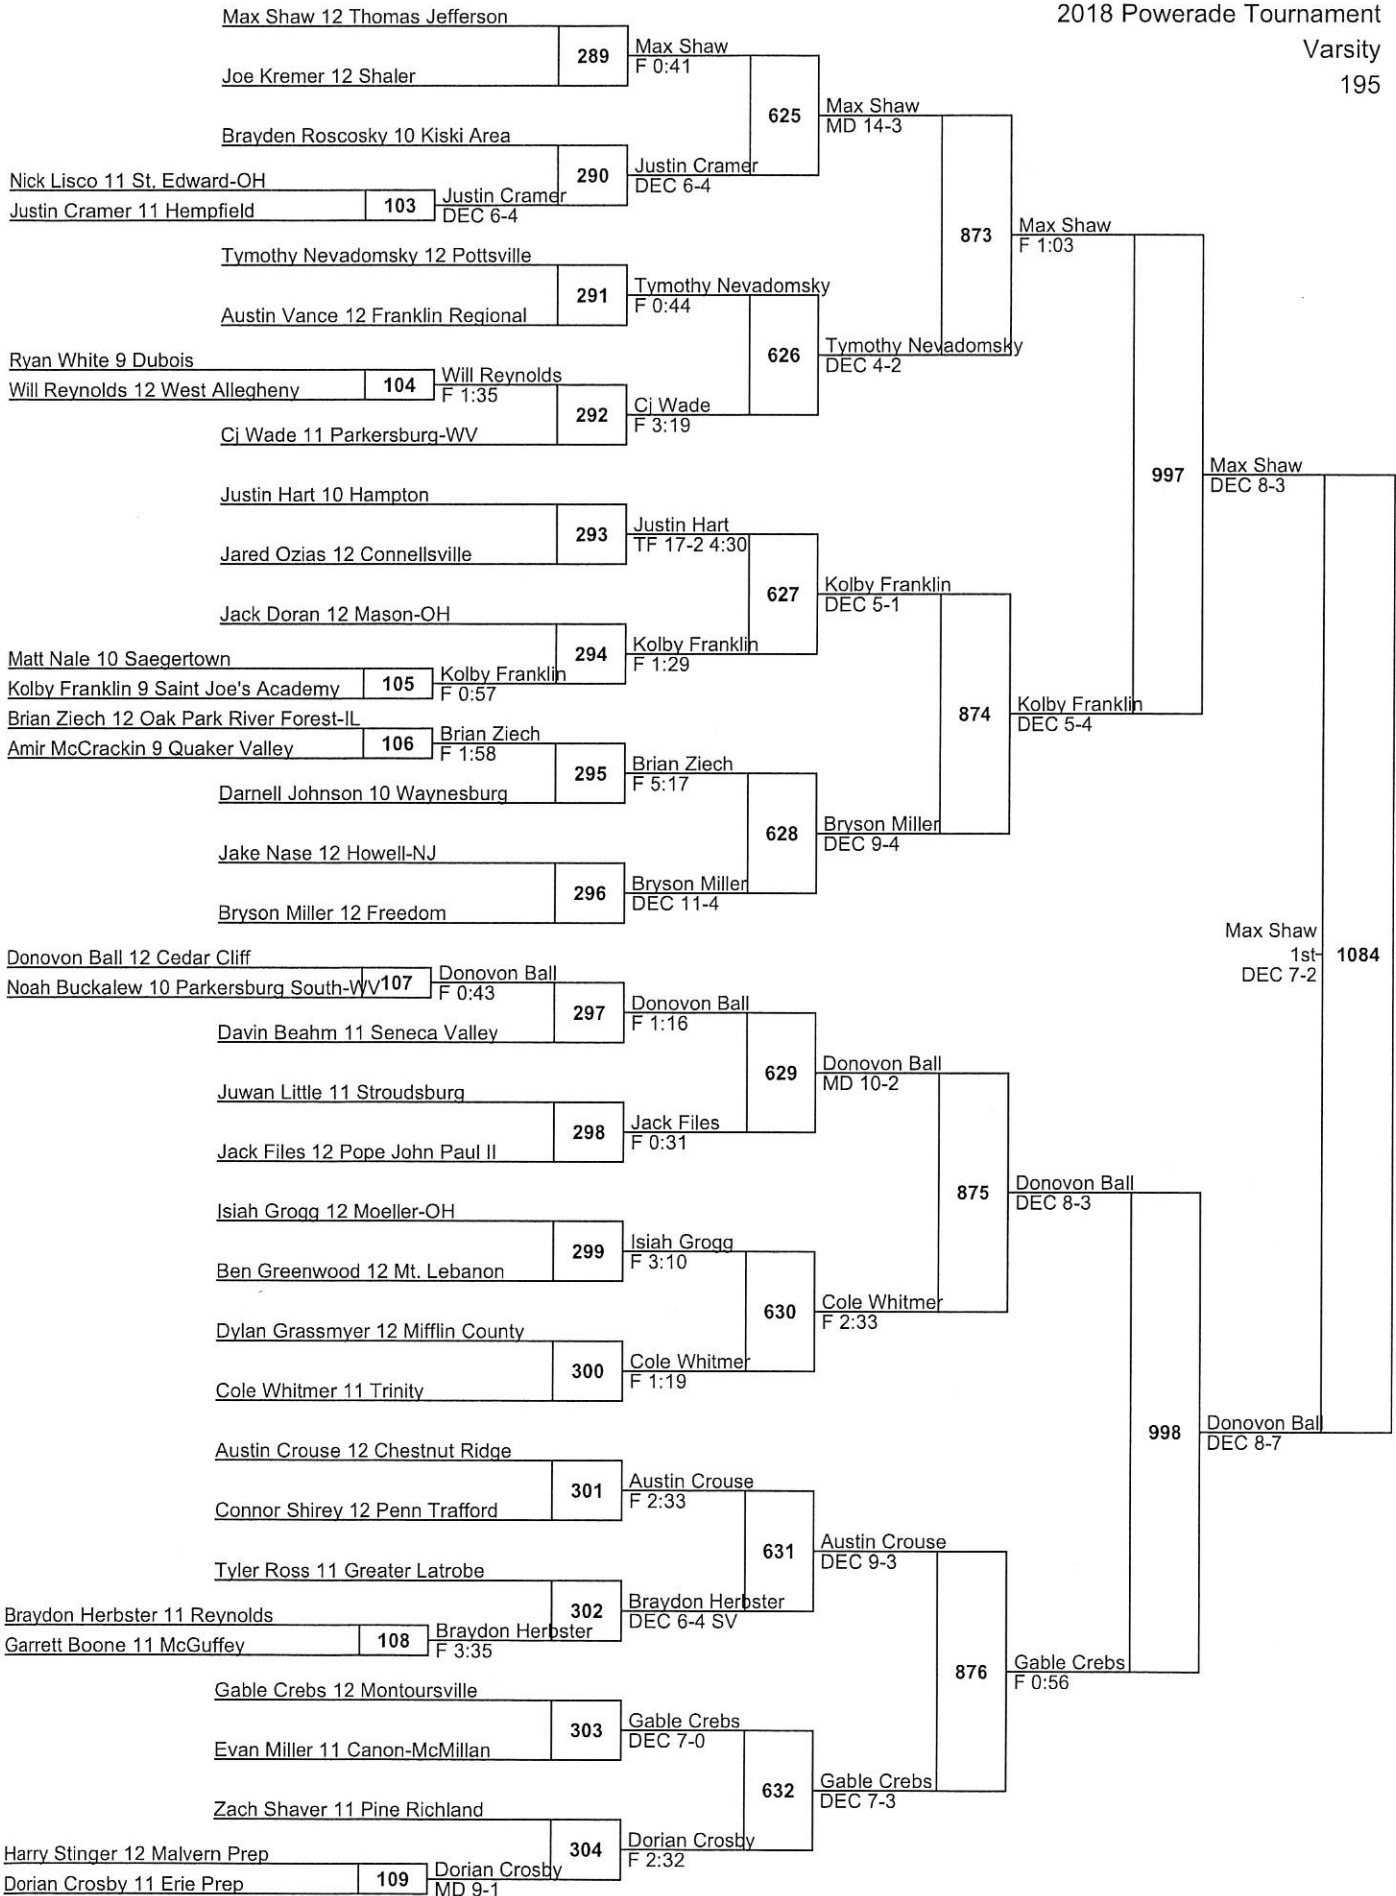 2018 Powerade Tournament
Varsity
195
Max Shaw 12 Thomas Jefferson
289
Max Shaw
F 0:41
Joe Kremer 12 Shaler
625
Max Shaw
MD 14-3
Brayden Roscosky 10 Kiski Area
290
Justin Cramer
DEC 6-4
Nick Lisco 11 St. Edward-OH
Justin Cramer 11 Hempfield
103
Justin Cramer
DEC 6-4
873
Max Shaw
F 1:03
Tymothy Nevadomsky 12 Pottsville
291
Tymothy Nevadomsky
F 0:44
Austin Vance 12 Franklin Regional
626
Tymothy Nevadomsky
DEC 4-2
Ryan White 9 Dubois
Will Reynolds 12 West Allegheny
104
Will Reynolds
F 1:35
292
Cj Wade
F 3:19
Cj Wade 11 Parkersburg-WV
997
Max Shaw
DEC 8-3
Justin Hart 10 Hampton
293
Justin Hart
TF 17-2 4:30
Jared Ozias 12 Connellsville
627
Kolby Franklin
DEC 5-1
Jack Doran 12 Mason-OH
294
Kolby Franklin
F 1:29
Matt Nale 10 Saegertown
Kolby Franklin 9 Saint Joe's Academy
105
Kolby Franklin
F 0:57
874
Kolby Franklin
DEC 5-4
Brian Ziech 12 Oak Park River Forest-IL
Amir McCrackin 9 Quaker Valley
106
Brian Ziech
F 1:58
295
Brian Ziech
F 5:17
Darnell Johnson 10 Waynesburg
628
Bryson Miller
DEC 9-4
Jake Nase 12 Howell-NJ
296
Bryson Miller
DEC 11-4
Bryson Miller 12 Freedom
Max Shaw
1st
DEC 7-2
1084
Donovon Ball 12 Cedar Cliff
Noah Buckalew 10 Parkersburg South-WV
107
Donovon Ball
F 0:43
297
Donovon Ball
F 1:16
Davin Beahm 11 Seneca Valley
629
Donovon Ball
MD 10-2
Juwan Little 11 Stroudsburg
298
Jack Files
F 0:31
Jack Files 12 Pope John Paul II
875
Donovon Ball
DEC 8-3
Isiah Grogg 12 Moeller-OH
299
Isiah Grogg
F 3:10
Ben Greenwood 12 Mt. Lebanon
630
Cole Whitmer
F 2:33
Dylan Grassmyer 12 Mifflin County
300
Cole Whitmer
F 1:19
Cole Whitmer 11 Trinity
998
Donovon Ball
DEC 8-7
Austin Crouse 12 Chestnut Ridge
301
Austin Crouse
F 2:33
Connor Shirey 12 Penn Trafford
631
Austin Crouse
DEC 9-3
Tyler Ross 11 Greater Latrobe
302
Braydon Herbster
DEC 6-4 SV
Braydon Herbster 11 Reynolds
Garrett Boone 11 McGuffey
108
Braydon Herbster
F 3:35
876
Gable Crebs
F 0:56
Gable Crebs 12 Montoursville
303
Gable Crebs
DEC 7-0
Evan Miller 11 Canon-McMillan
632
Gable Crebs
DEC 7-3
Zach Shaver 11 Pine Richland
304
Dorian Crosby
F 2:32
Harry Stinger 12 Malvern Prep
Dorian Crosby 11 Erie Prep
109
Dorian Crosby
MD 9-1